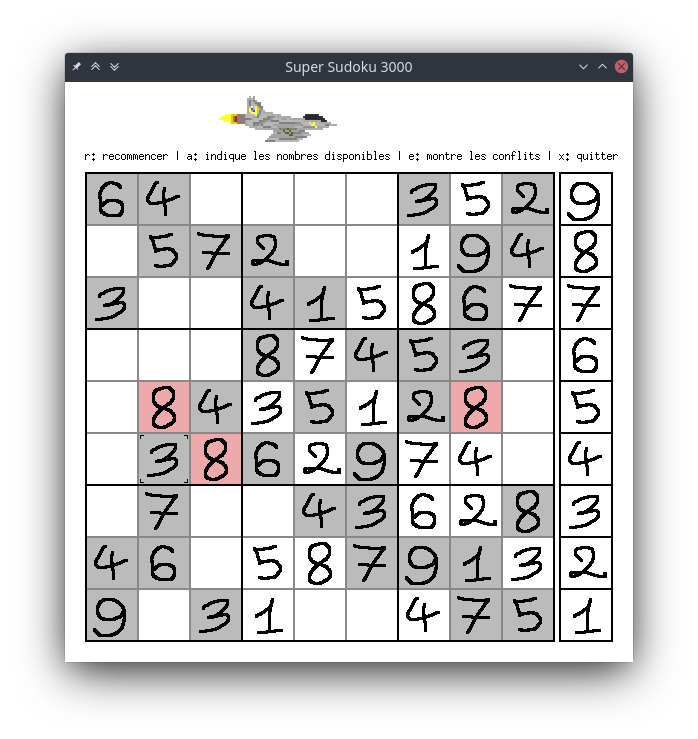 Super Sudoku 3000
r: recommencer | a: indique les nombres disponibles | e: montre les conflits | x: quitter
6 4 3 5 2 9
5 7 2 1 9 4 8
3 4 1 5 8 6 7 7
8 7 4 5 3 6
8 4 3 5 1 2 8 5
3 8 6 2 9 7 4 4
7 4 3 6 2 8 3
4 6 5 8 7 9 1 3 2
9 3 1 4 7 5 1